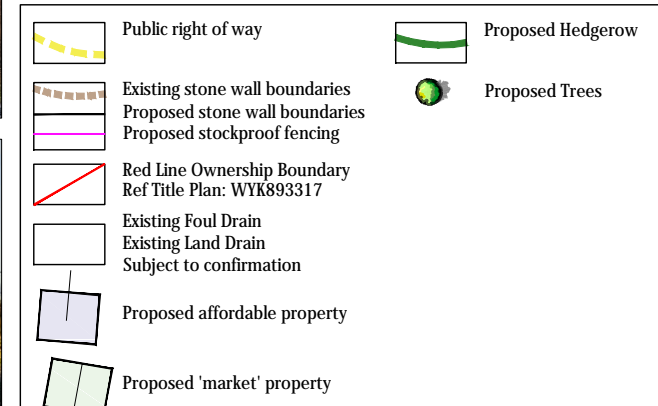 Public right of way
Existing stone wall boundaries
Proposed stone wall boundaries
Proposed stockproof fencing
Red Line Ownership Boundary
Ref Title Plan: WYK893317
Existing Foul Drain
Existing Land Drain
Subject to confirmation
Proposed affordable property
Proposed 'market' property
Proposed Hedgerow
Proposed Trees